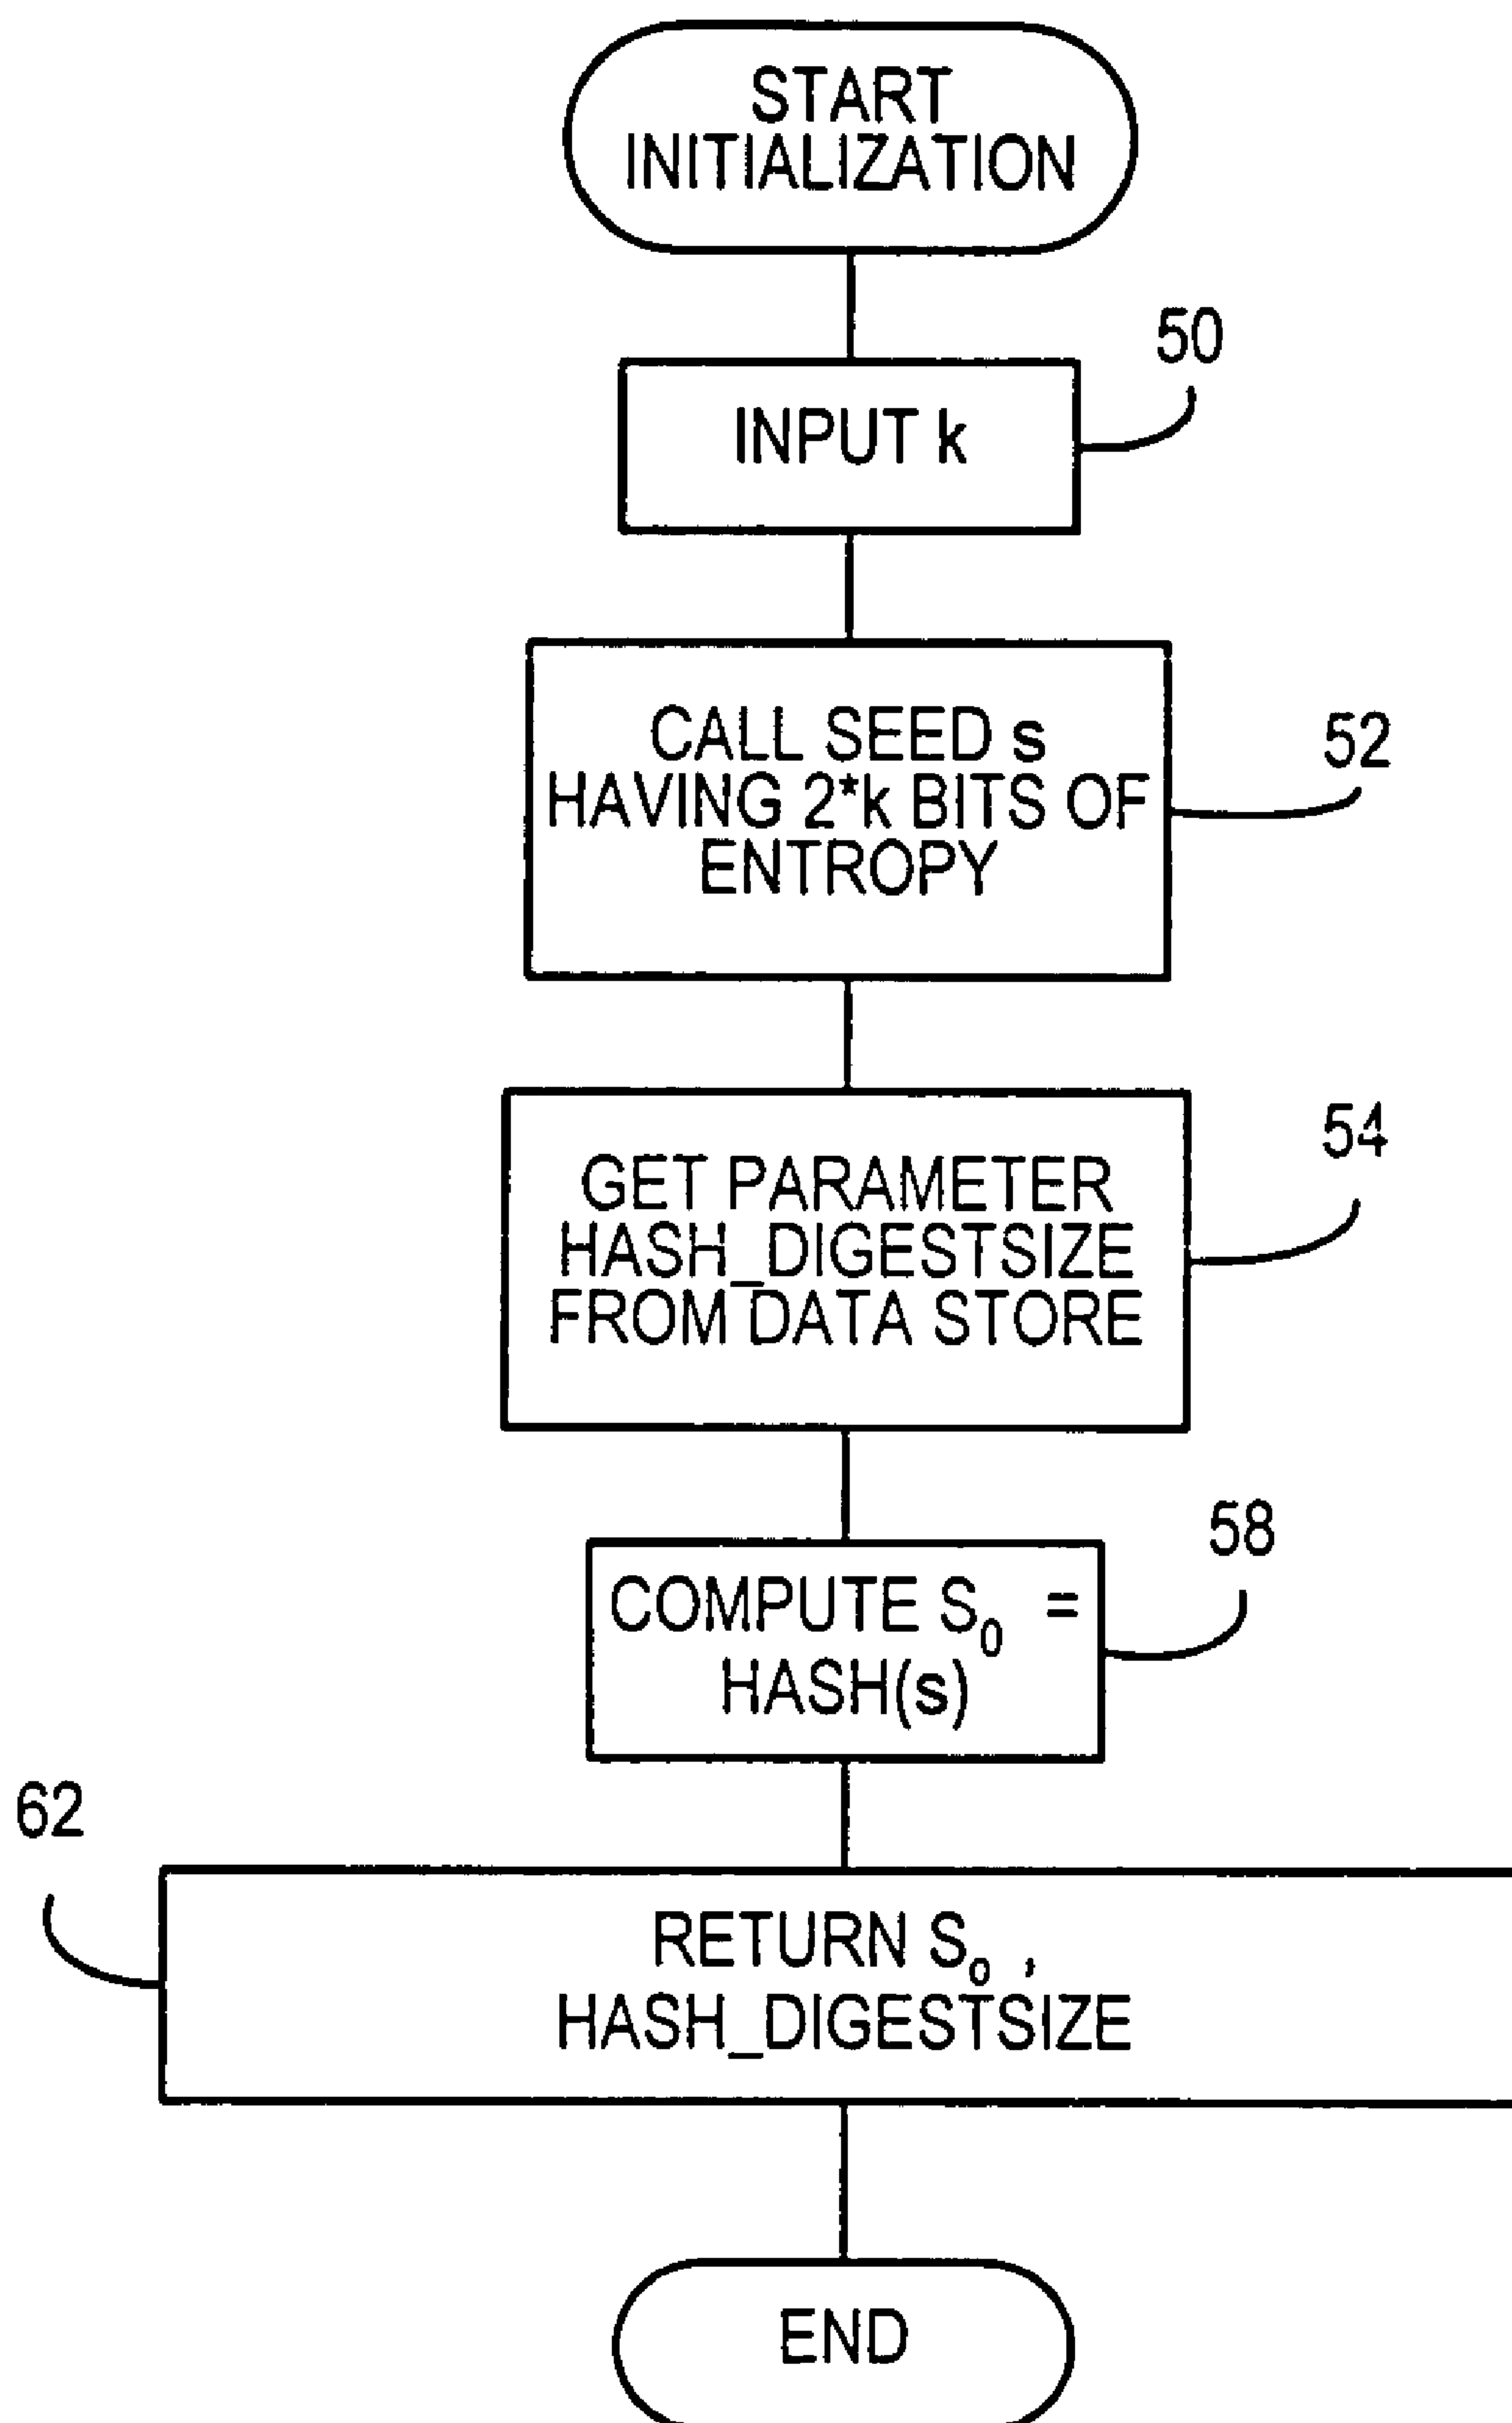 START
INITIALIZATION
50
INPUT k
52
CALL SEED s
HAVING 2*k BITS OF
ENTROPY
54
GET PARAMETER
HASH_DIGESTSIZE
FROM DATA STORE
58
COMPUTE S₀ =
HASH(s)
62
RETURN S₀ ,
HASH_DIGESTSIZE
END